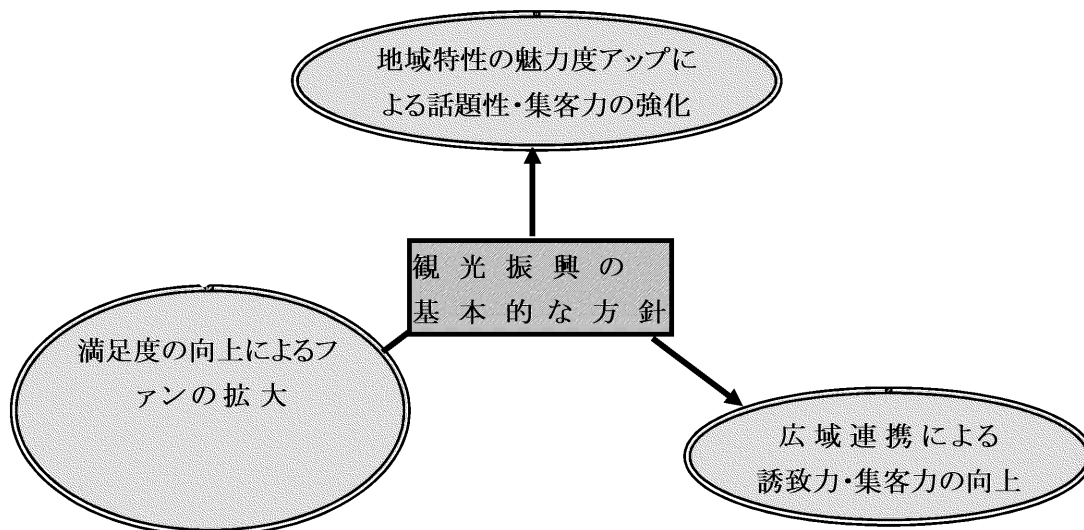 地域特性の魅力度アップに
よる話題性・集客力の強化
観光振興の
基本的な方針
満足度の向上によるフ
ァンの拡大
広域連携による
誘致力・集客力の向上